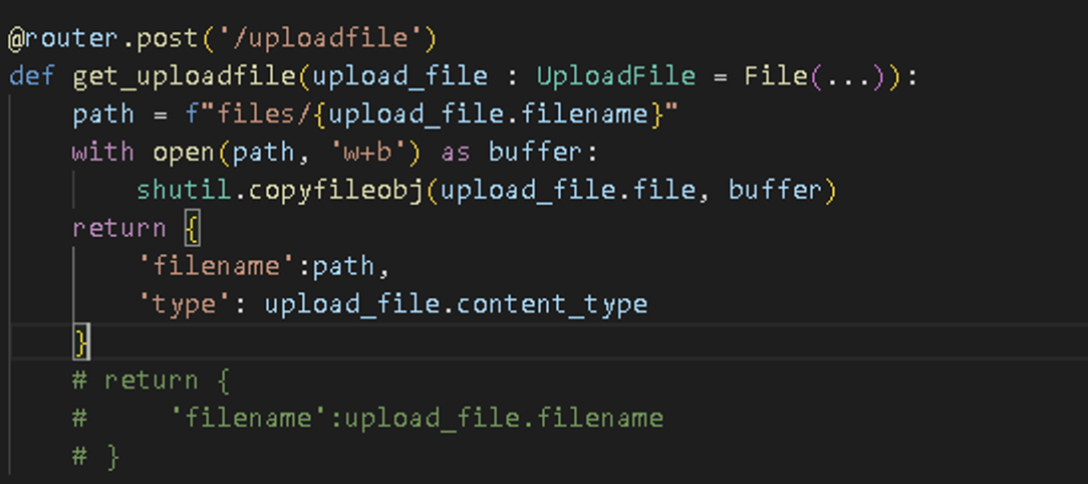 @router.post('/uploadfile')
def get_uploadfile(upload_file : UploadFile = File(...)):
    path = f"files/{upload_file.filename}"
    with open(path, 'w+b') as buffer:
        shutil.copyfileobj(upload_file.file, buffer)
    return {
        'filename':path,
        'type': upload_file.content_type
    }
    # return {
    #     'filename':upload_file.filename
    # }